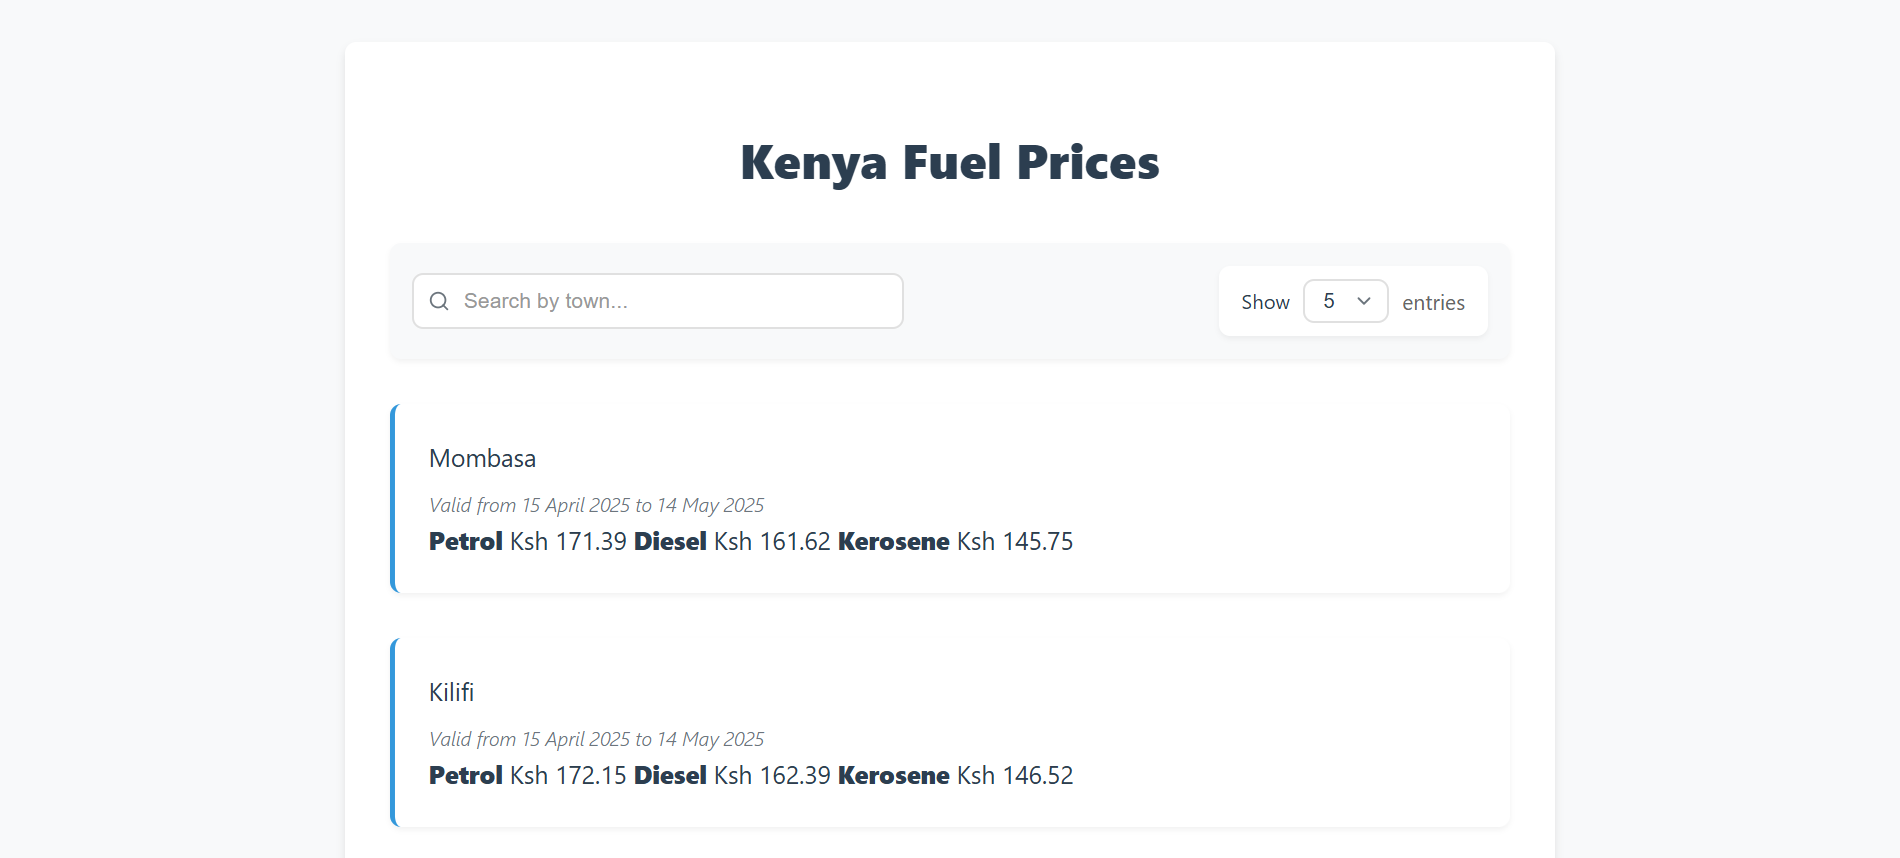 Kenya Fuel Prices
Search by town...
Show 5 entries
Mombasa
Valid from 15 April 2025 to 14 May 2025
Petrol Ksh 171.39 Diesel Ksh 161.62 Kerosene Ksh 145.75
Kilifi
Valid from 15 April 2025 to 14 May 2025
Petrol Ksh 172.15 Diesel Ksh 162.39 Kerosene Ksh 146.52